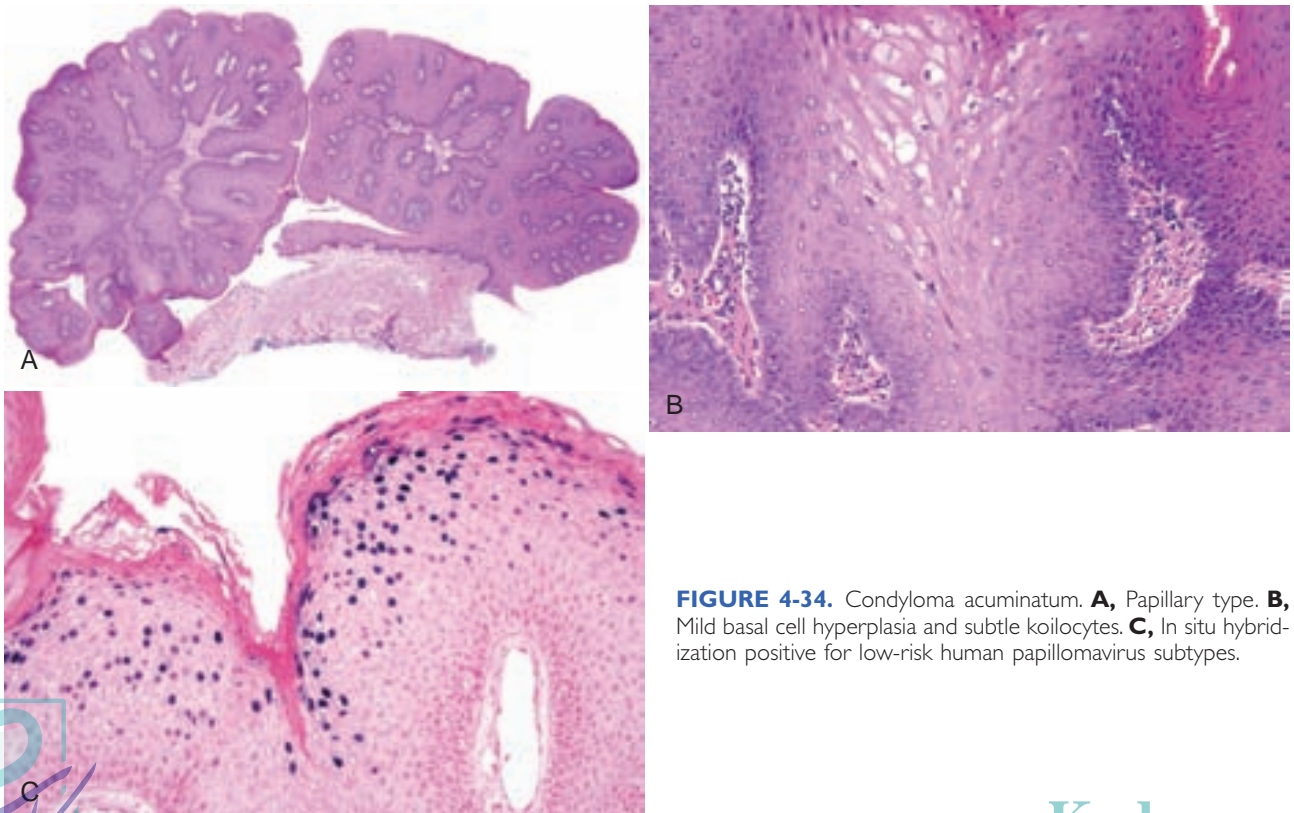 A
B
C
FIGURE 4-34. Condyloma acuminatum. A, Papillary type. B,
Mild basal cell hyperplasia and subtle koilocytes. C, In situ hybrid-
ization positive for low-risk human papillomavirus subtypes.